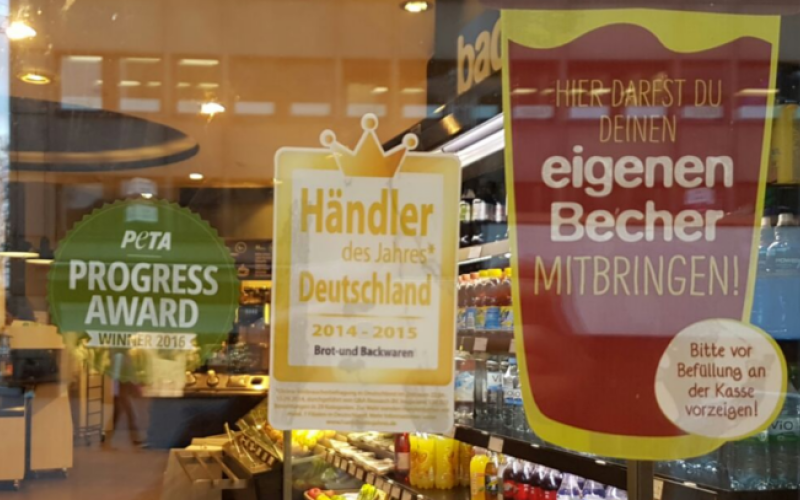 PeTA
PROGRESS
AWARD
WINNER 2016
Händler
des Jahres*
Deutschland
2014 - 2015
Brot-und Backwaren
HIER DARFST DU
DEINEN
eigenen
Becher
MITBRINGEN!
Bitte vor
Befüllung an
der Kasse
vorzeigen!
bac
ViO